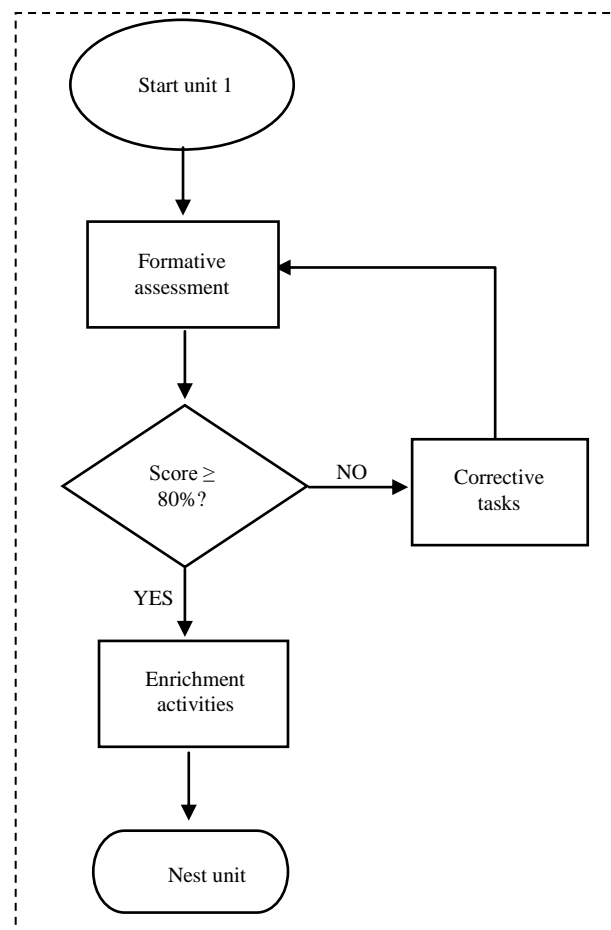 Start unit 1
Formative
assessment
Score ≥
80%?
NO
Corrective
tasks
YES
Enrichment
activities
Nest unit